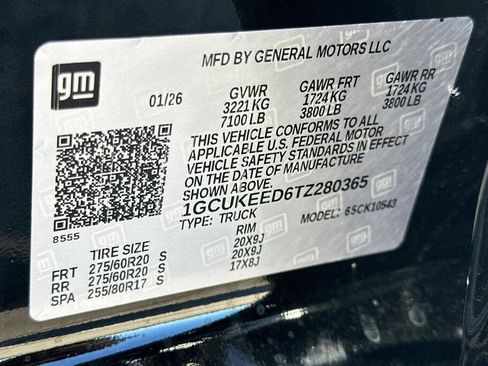 gm
MFD BY GENERAL MOTORS LLC
01/26 GVWR GAWR FRT GAWR RR
3221 KG 1724 KG 1724 KG
7100 LB 3800 LB 3800 LB
THIS VEHICLE CONFORMS TO ALL
APPLICABLE U.S. FEDERAL MOTOR
VEHICLE SAFETY STANDARDS IN EFFECT
ON THE DATE OF MANUFACTURE
1GCUKEED6TZ280365
8555 TYPE: TRUCK MODEL: 65CK10543
TIRE SIZE RIM
FRT 275/60R20 S 20X9J
RR 275/60R20 S 20X9J
SPA 255/80R17 S 17X8J